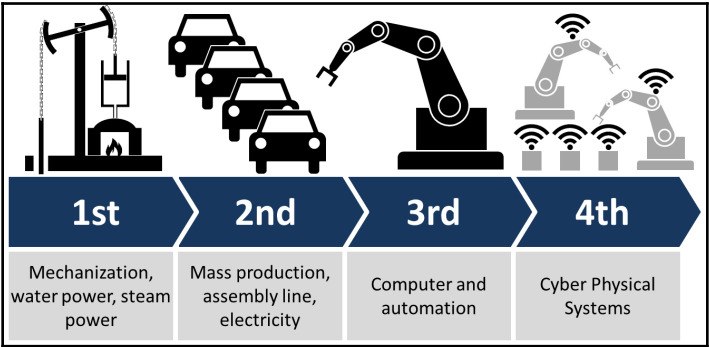 1st
2nd
3rd
4th
Mechanization,
water power, steam
power
Mass production,
assembly line,
electricity
Computer and
automation
Cyber Physical
Systems